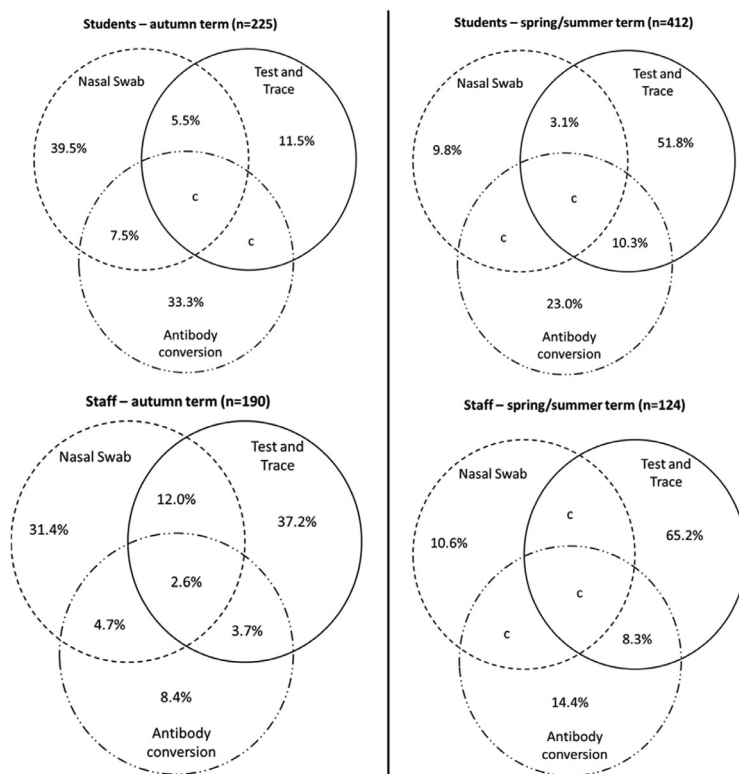 Students – autumn term (n=225)
Nasal Swab
Test and
Trace
5.5%
39.5%
11.5%
c
7.5%
c
33.3%
Antibody
conversion
Students – spring/summer term (n=412)
Nasal Swab
Test and
Trace
3.1%
9.8%
51.8%
c
c
10.3%
23.0%
Antibody
conversion
Staff – autumn term (n=190)
Nasal Swab
Test and
Trace
12.0%
31.4%
37.2%
2.6%
4.7%
3.7%
8.4%
Antibody
conversion
Staff – spring/summer term (n=124)
Nasal Swab
Test and
Trace
c
10.6%
65.2%
c
c
8.3%
14.4%
Antibody
conversion